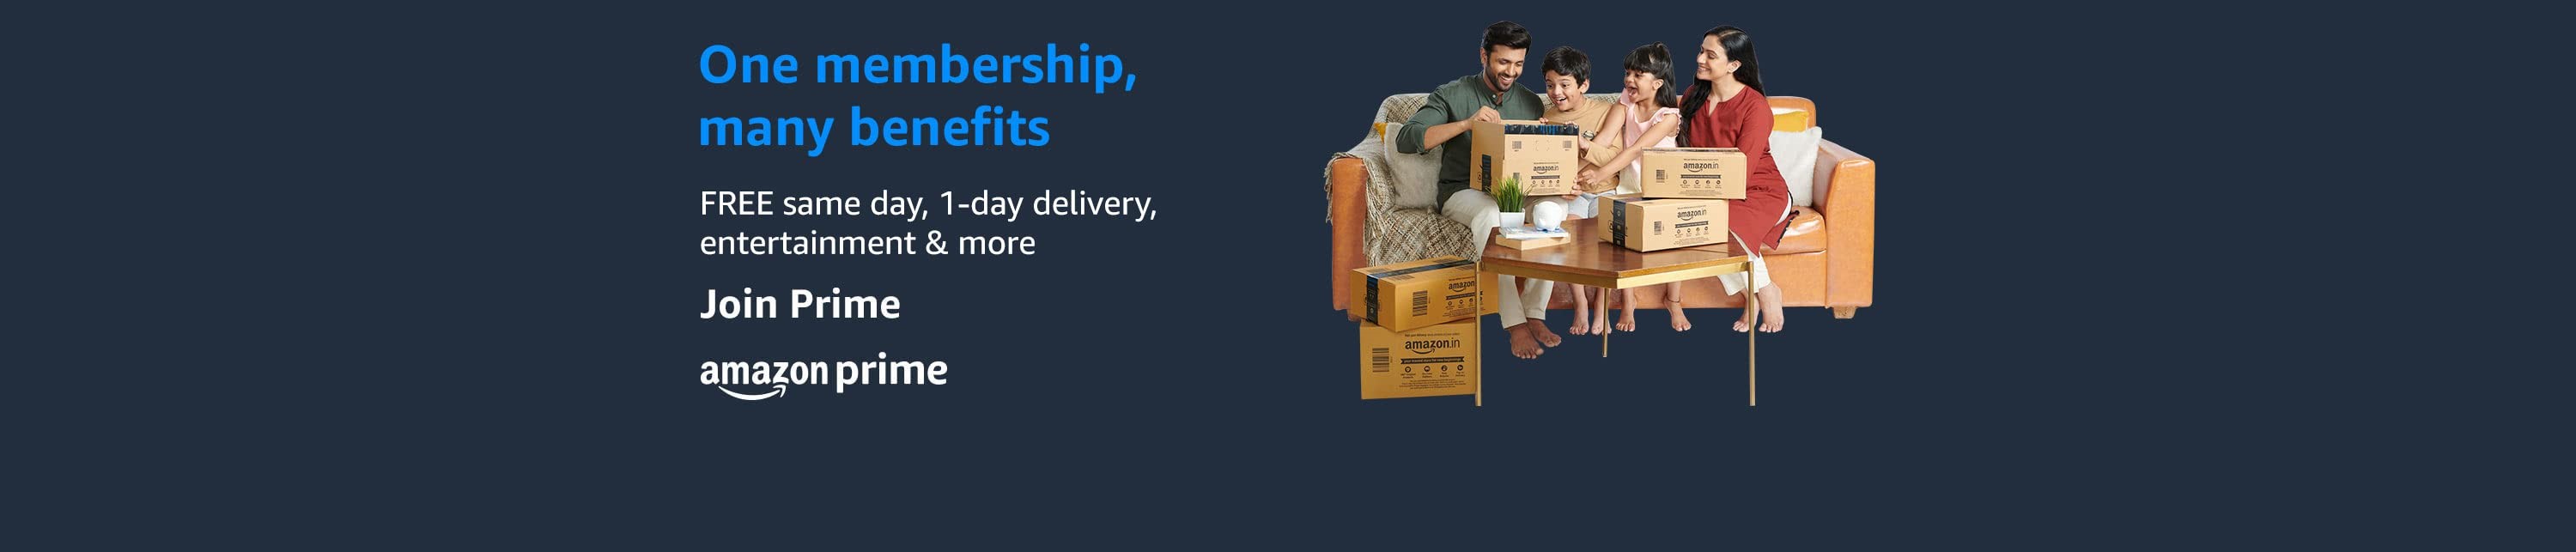 One membership,
many benefits
FREE same day, 1-day delivery,
entertainment & more
Join Prime
amazon prime
amazon.in
amazon.in
amazon.in
amazon
amazon.in